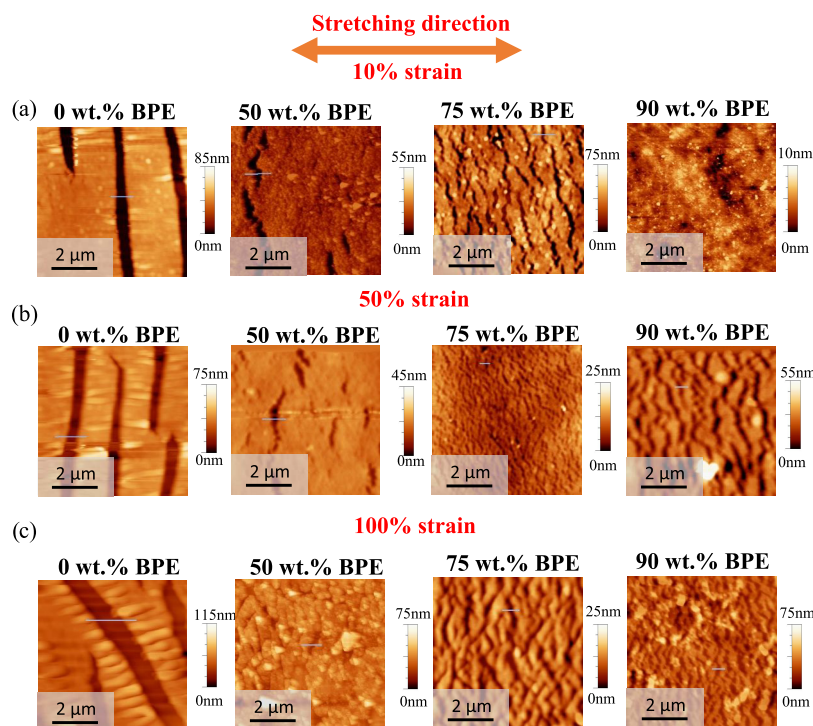 Stretching direction
10% strain
(a)
0 wt.% BPE 50 wt.% BPE 75 wt.% BPE 90 wt.% BPE
85nm 55nm 75nm 10nm
0nm 0nm 0nm 0nm
2 μm 2 μm 2 μm 2 μm
50% strain
(b)
0 wt.% BPE 50 wt.% BPE 75 wt.% BPE 90 wt.% BPE
75nm 45nm 25nm 55nm
0nm 0nm 0nm 0nm
2 μm 2 μm 2 μm 2 μm
100% strain
(c)
0 wt.% BPE 50 wt.% BPE 75 wt.% BPE 90 wt.% BPE
115nm 75nm 25nm 75nm
0nm 0nm 0nm 0nm
2 μm 2 μm 2 μm 2 μm